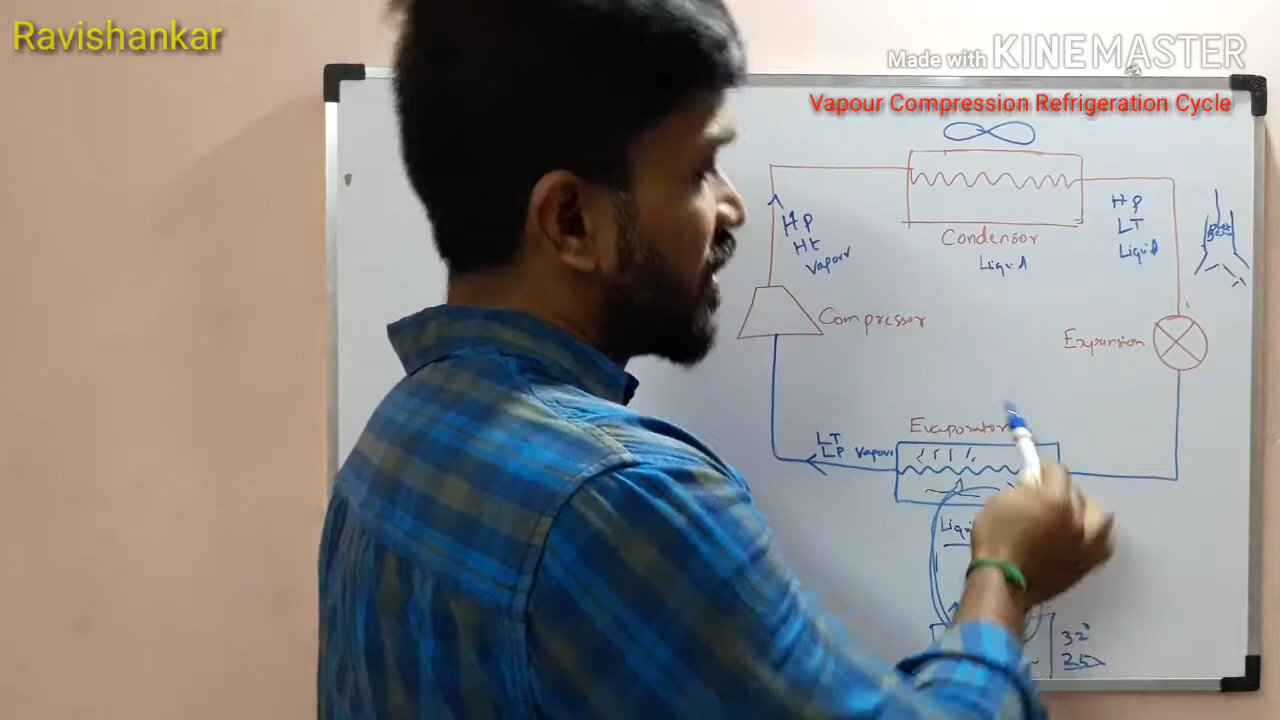 Ravishankar
Made with KINEMASTER
Vapour Compression Refrigeration Cycle
HP
Ht
Vapour
Condensor
Liquid
HP
LT
Liquid
Compressor
Expansion
Evaporator
LT
LP Vapour
32°
25